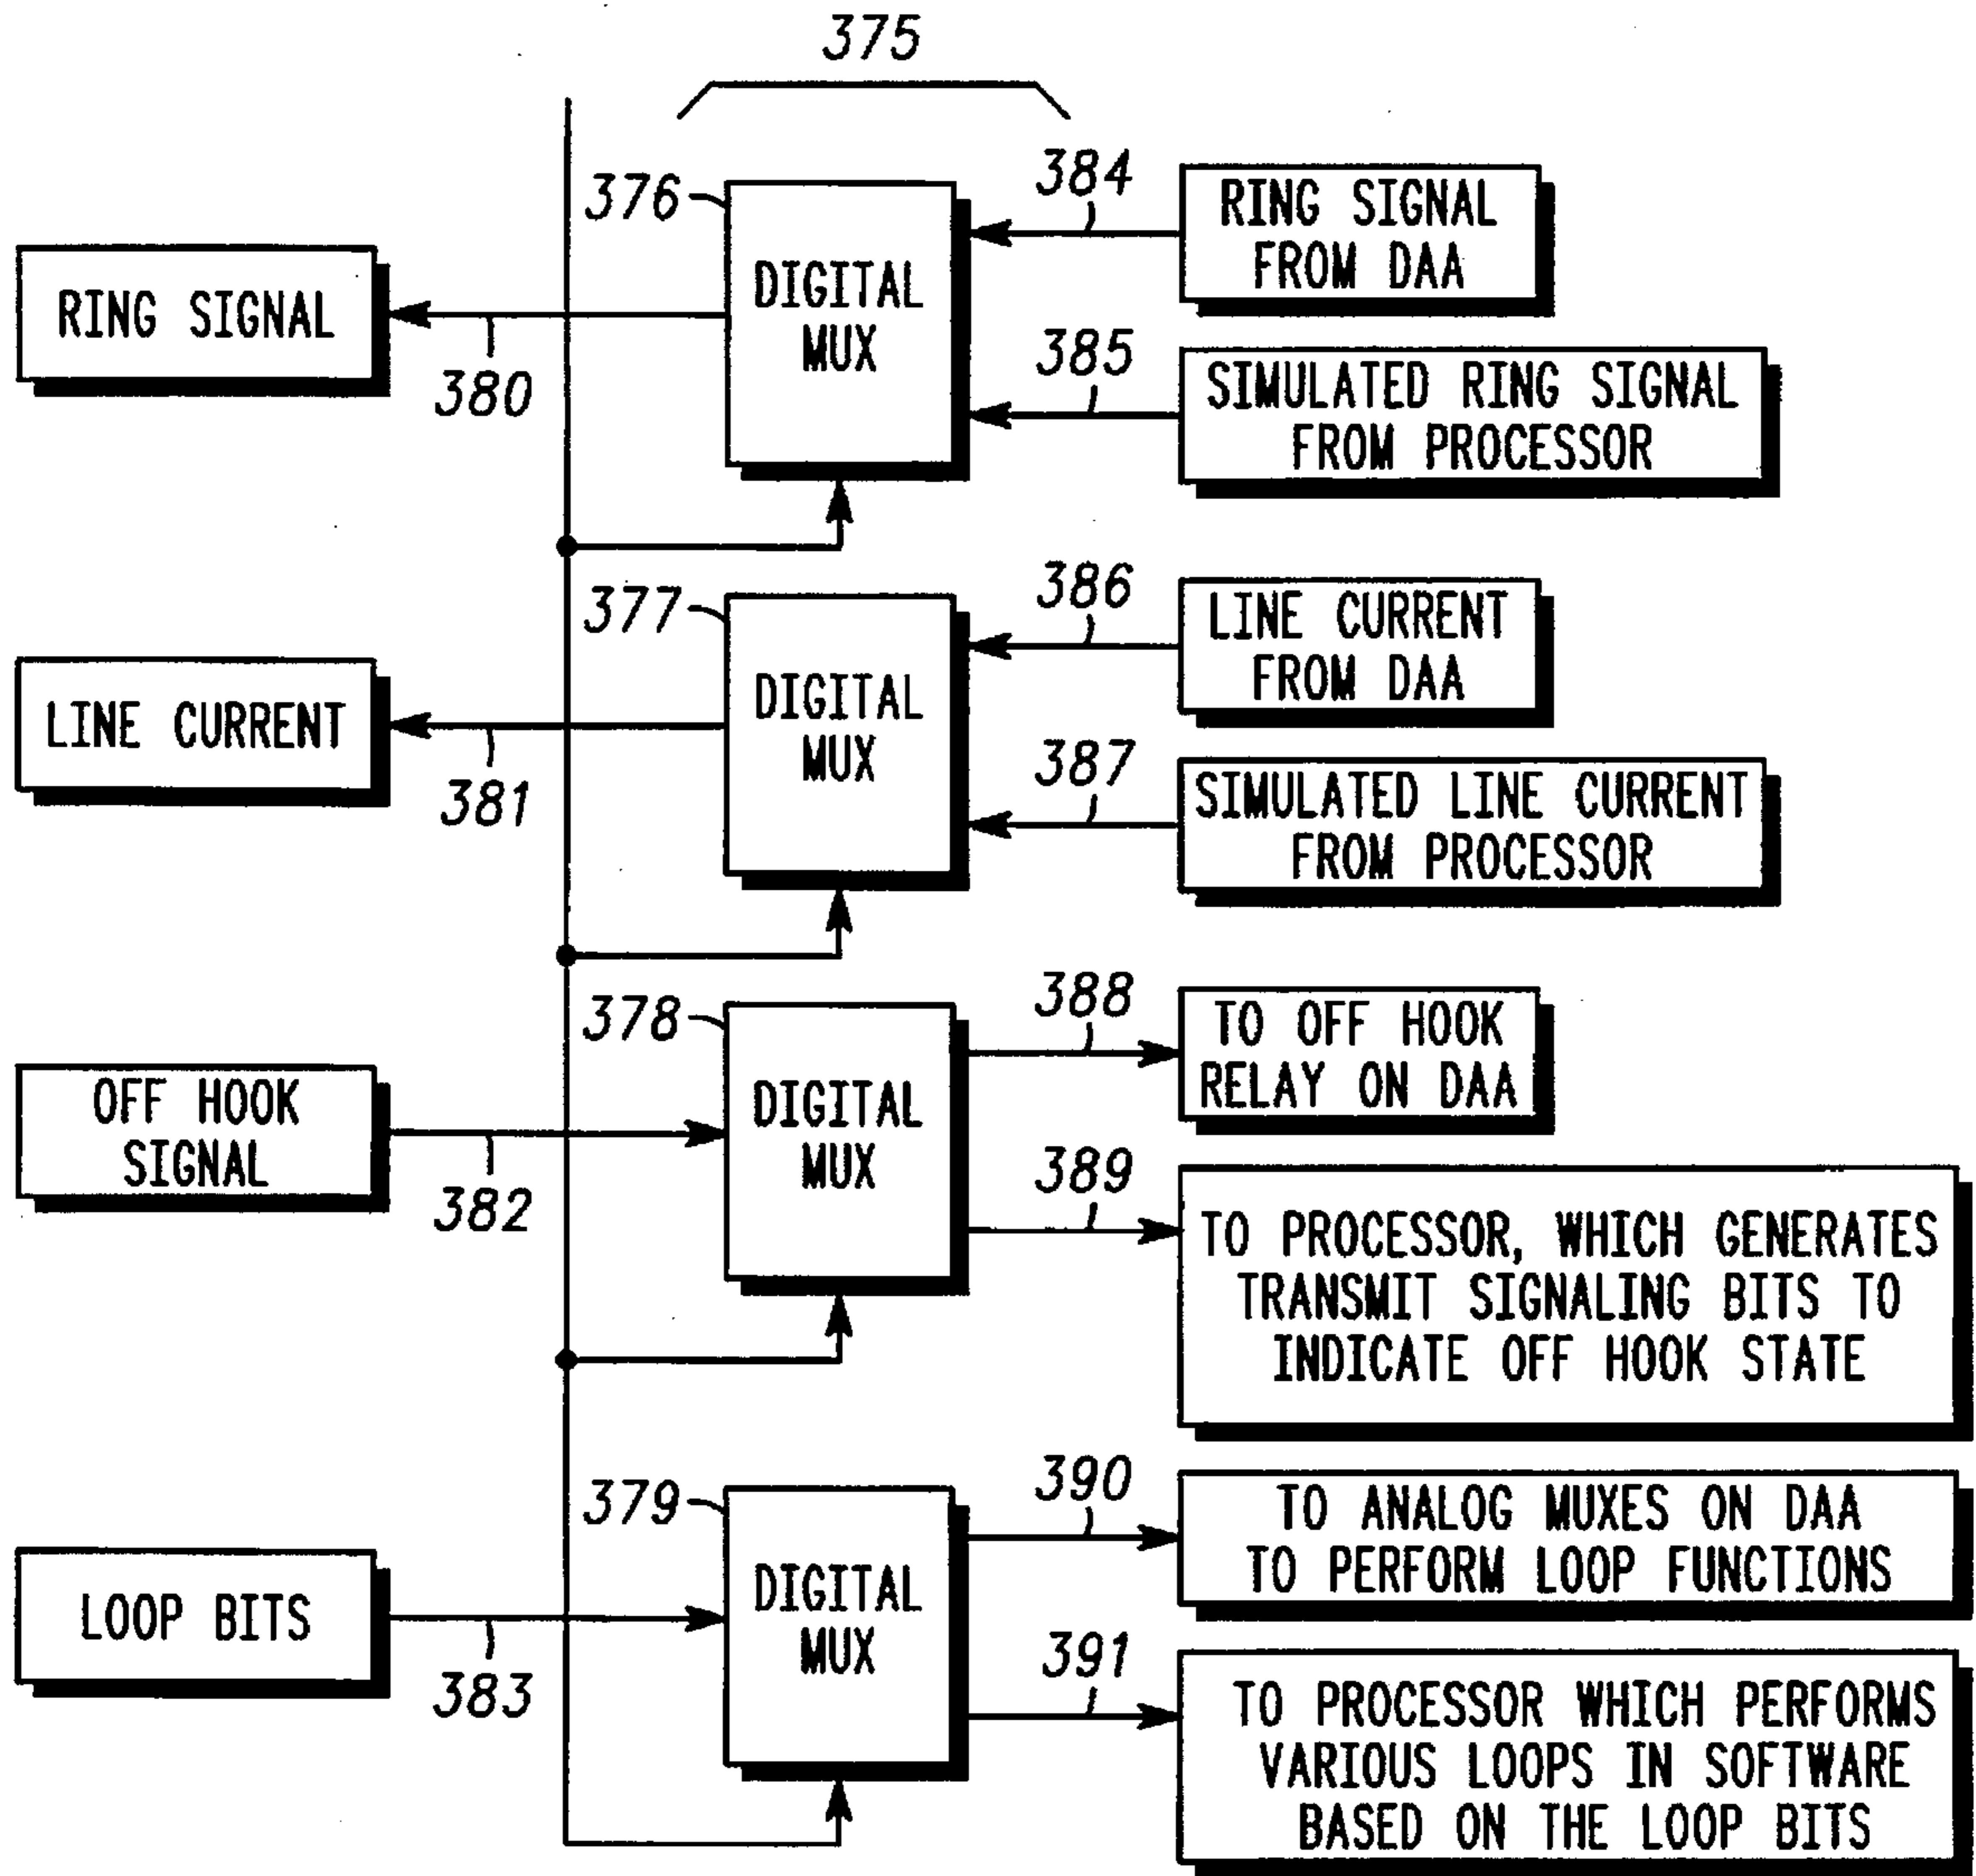 375
376
DIGITAL
MUX
384
RING SIGNAL
FROM DAA
RING SIGNAL
380
385
SIMULATED RING SIGNAL
FROM PROCESSOR
377
DIGITAL
MUX
386
LINE CURRENT
FROM DAA
LINE CURRENT
381
387
SIMULATED LINE CURRENT
FROM PROCESSOR
378
DIGITAL
MUX
388
TO OFF HOOK
RELAY ON DAA
OFF HOOK
SIGNAL
382
389
TO PROCESSOR, WHICH GENERATES
TRANSMIT SIGNALING BITS TO
INDICATE OFF HOOK STATE
379
DIGITAL
MUX
390
TO ANALOG MUXES ON DAA
TO PERFORM LOOP FUNCTIONS
LOOP BITS
383
391
TO PROCESSOR WHICH PERFORMS
VARIOUS LOOPS IN SOFTWARE
BASED ON THE LOOP BITS